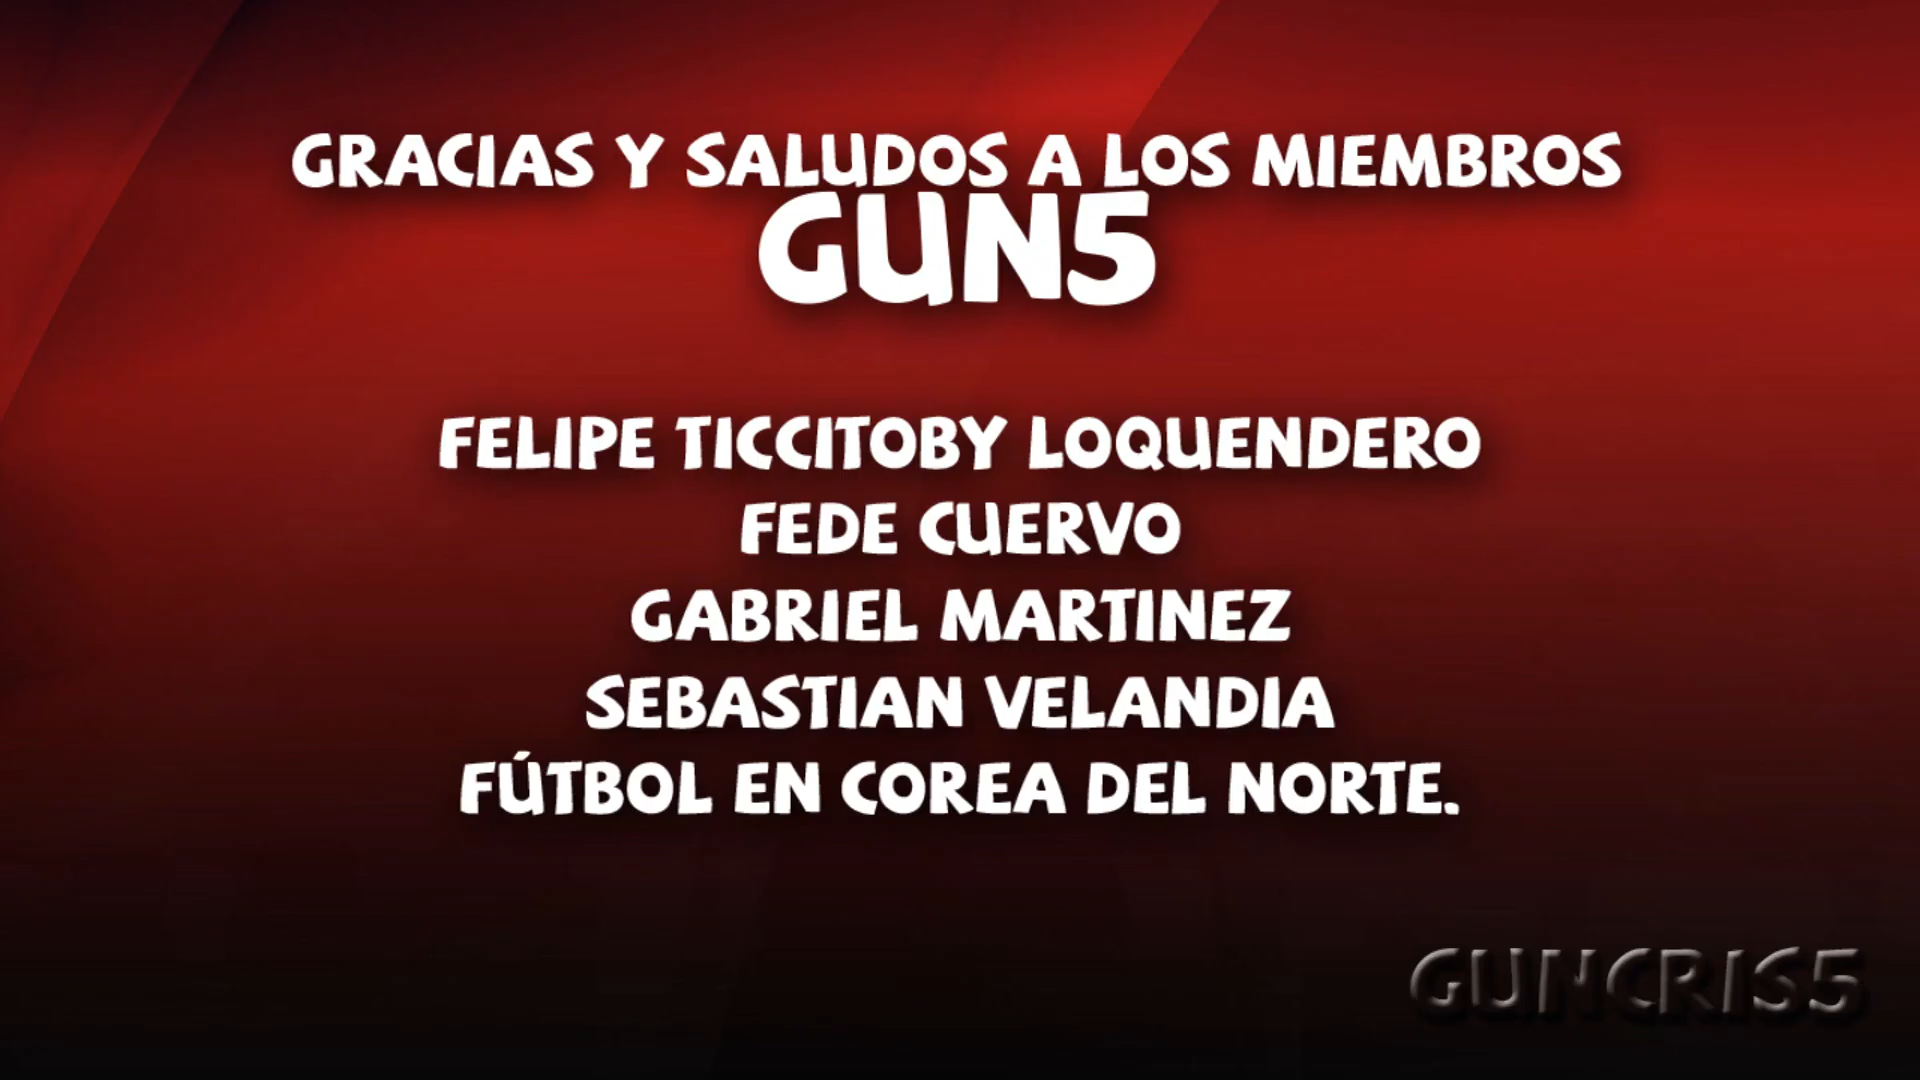 GRACIAS Y SALUDOS A LOS MIEMBROS
GUN5
FELIPE TICCITOBY LOQUENDERO
FEDE CUERVO
GABRIEL MARTINEZ
SEBASTIAN VELANDIA
FÚTBOL EN COREA DEL NORTE.
GUNCRIS5